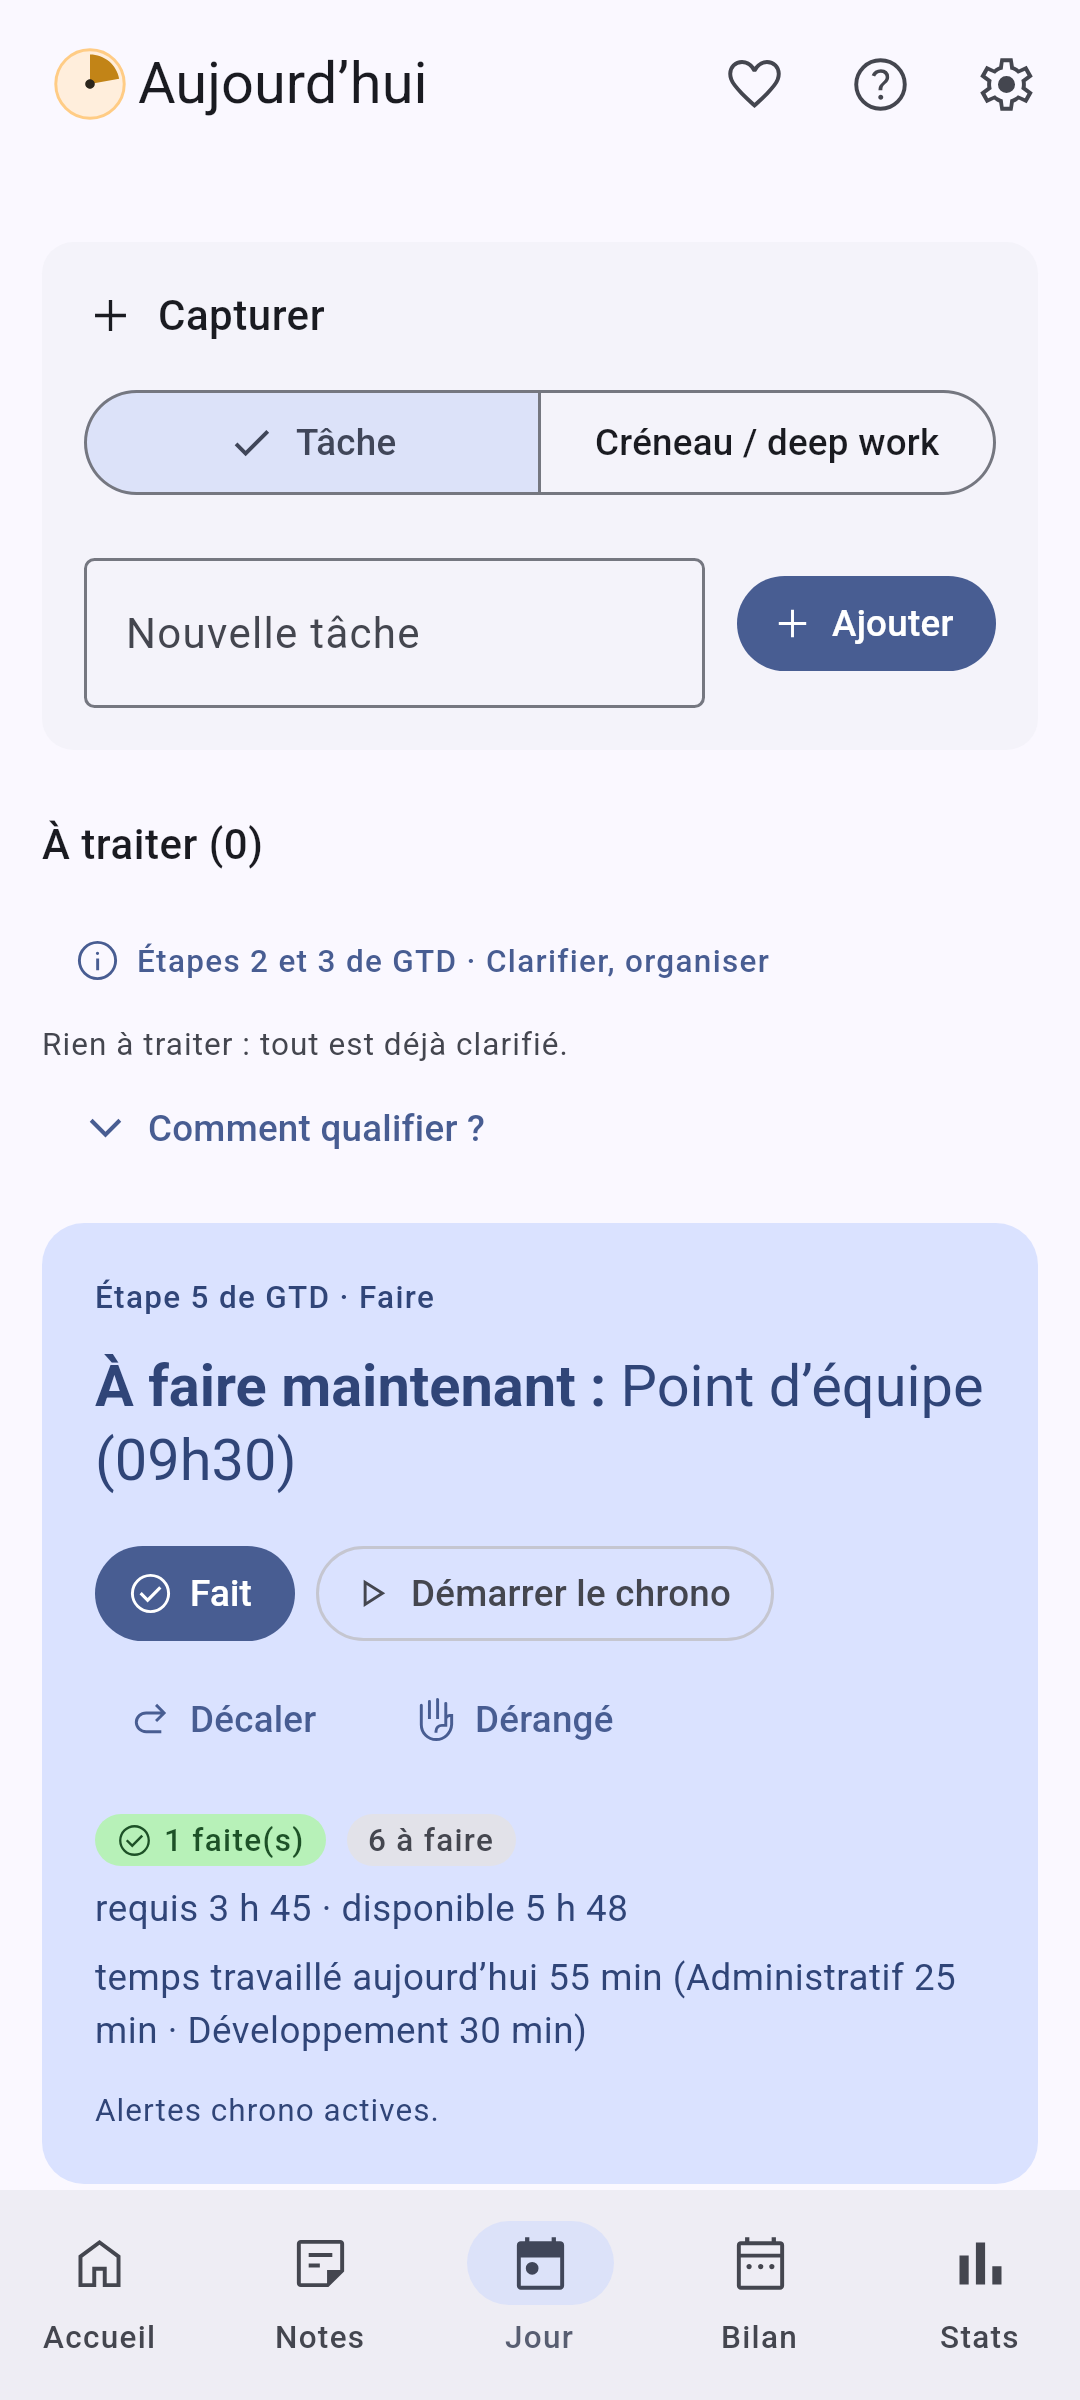 Aujourd’hui
Capturer
Tâche
Créneau / deep work
Nouvelle tâche
Ajouter
À traiter (0)
Étapes 2 et 3 de GTD · Clarifier, organiser
Rien à traiter : tout est déjà clarifié.
Comment qualifier ?
Étape 5 de GTD · Faire
À faire maintenant : Point d’équipe
(09h30)
Fait
Démarrer le chrono
Décaler
Dérangé
1 faite(s)
6 à faire
requis 3 h 45 · disponible 5 h 48
temps travaillé aujourd’hui 55 min (Administratif 25
min · Développement 30 min)
Alertes chrono actives.
Accueil
Notes
Jour
Bilan
Stats